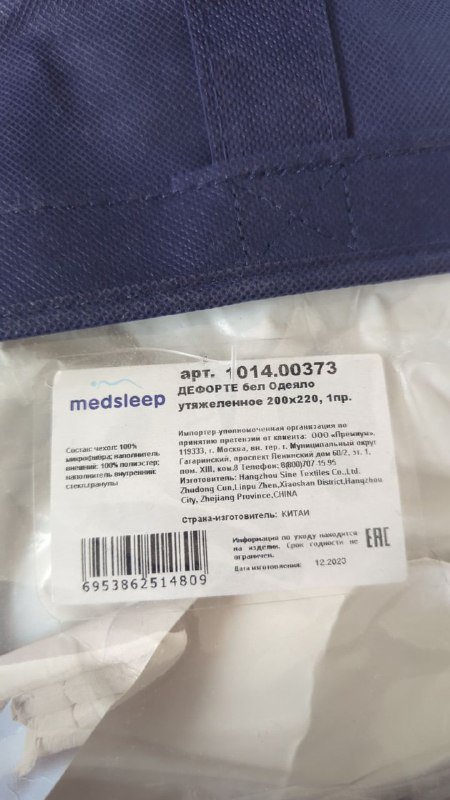 medsleep
арт. 1014.00373
ДЕФОРТЕ бел Одеяло
утяжеленное 200х220, 1пр.
Состав: чехол: 100%
микрофибра; наполнитель
внешний: 100% полиэстер;
наполнитель внутренний:
стекл.гранулы
Импортер-уполномоченная организация по
принятию претензий от клиента: ООО «Премиум»,
119333, г. Москва, вн. тер. г. Муниципальный округ
Гагаринский, проспект Ленинский дом 60/2, эт. 1,
пом. XIII, ком.8 Телефон: 8(800)707 15 95
Изготовитель: Hangzhou Sine Textiles Co.,Ltd.
Zhudong Cun,Linpu Zhen,Xiaoshan District,Hangzhou
City, Zhejiang Province,CHINA
Страна-изготовитель: КИТАЙ
Информация по уходу находится
на изделии. Срок годности не
ограничен.
Дата изготовления: 12.2023
EAC
6953862514809